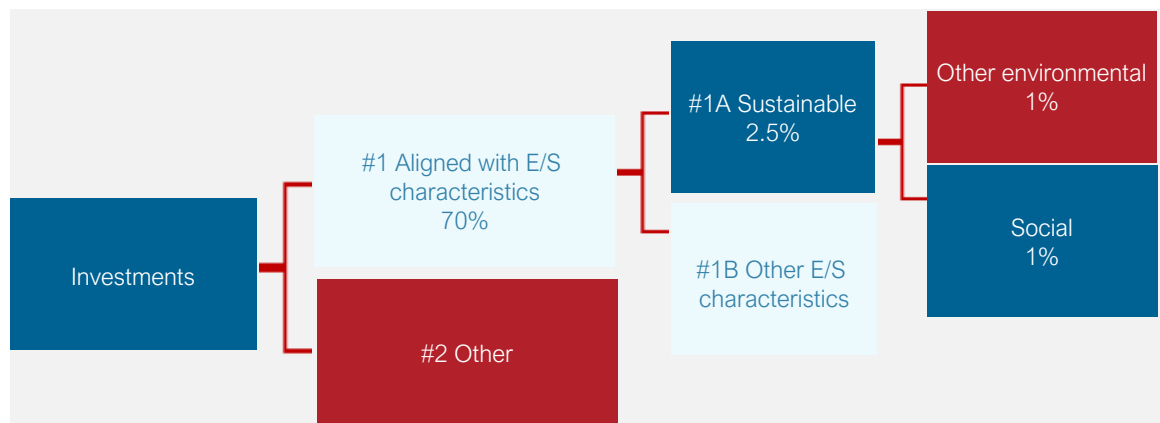 Investments
#1 Aligned with E/S
characteristics
70%
#2 Other
#1A Sustainable
2.5%
#1B Other E/S
characteristics
Other environmental
1%
Social
1%